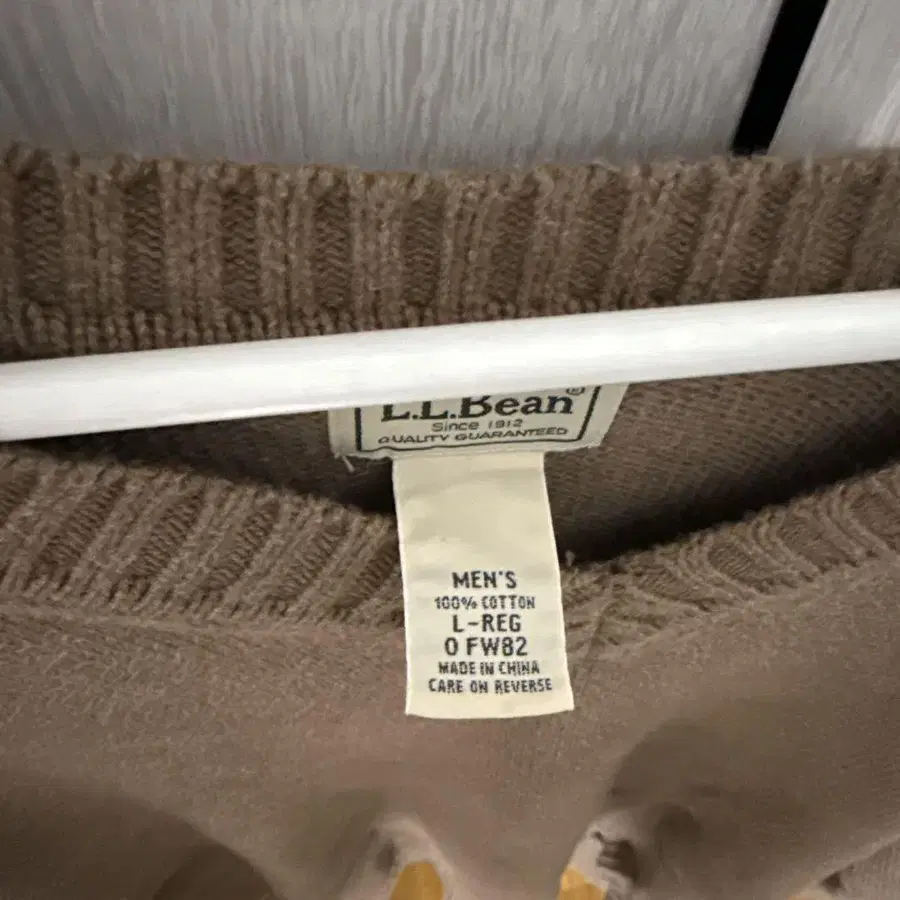 L.L.Bean®
Since 1912
QUALITY GUARANTEED
MEN'S
100% COTTON
L-REG
0 FW82
MADE IN CHINA
CARE ON REVERSE